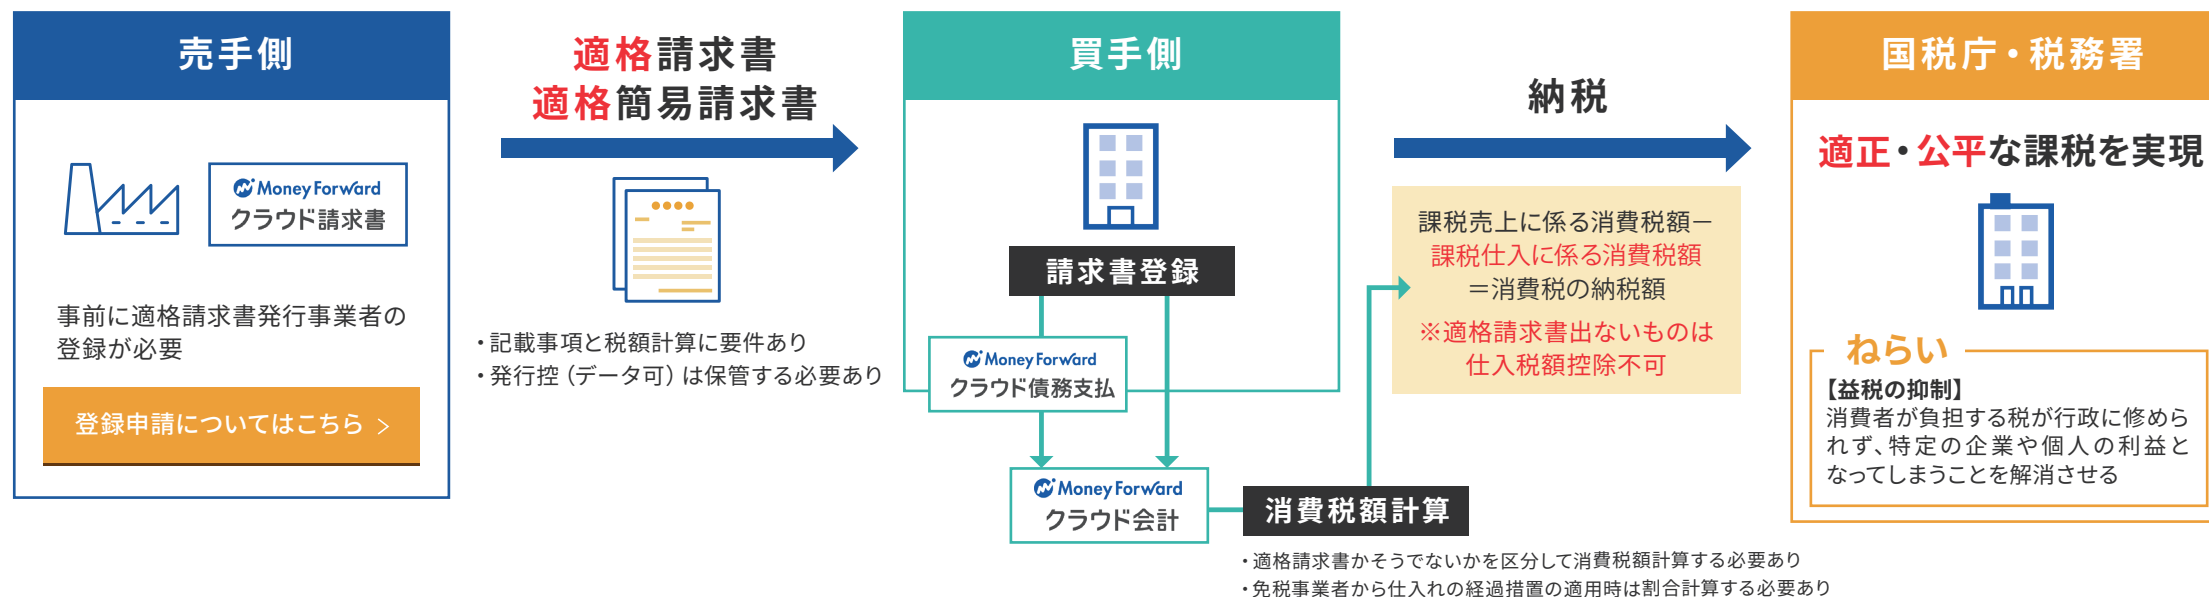 売手側
Money Forward
クラウド請求書
事前に適格請求書発行事業者の
登録が必要
登録申請についてはこちら >
適格請求書
適格簡易請求書
・記載事項と税額計算に要件あり
・発行控（データ可）は保管する必要あり
買手側
請求書登録
Money Forward
クラウド債務支払
Money Forward
クラウド会計
消費税額計算
・適格請求書かそうでないかを区分して消費税額計算する必要あり
・免税事業者から仕入れの経過措置の適用時は割合計算する必要あり
納税
課税売上に係る消費税額－
課税仕入に係る消費税額
＝消費税の納税額
※適格請求書出ないものは
仕入税額控除不可
国税庁・税務署
適正・公平な課税を実現
ねらい
【益税の抑制】
消費者が負担する税が行政に修めら
れず、特定の企業や個人の利益と
なってしまうことを解消させる